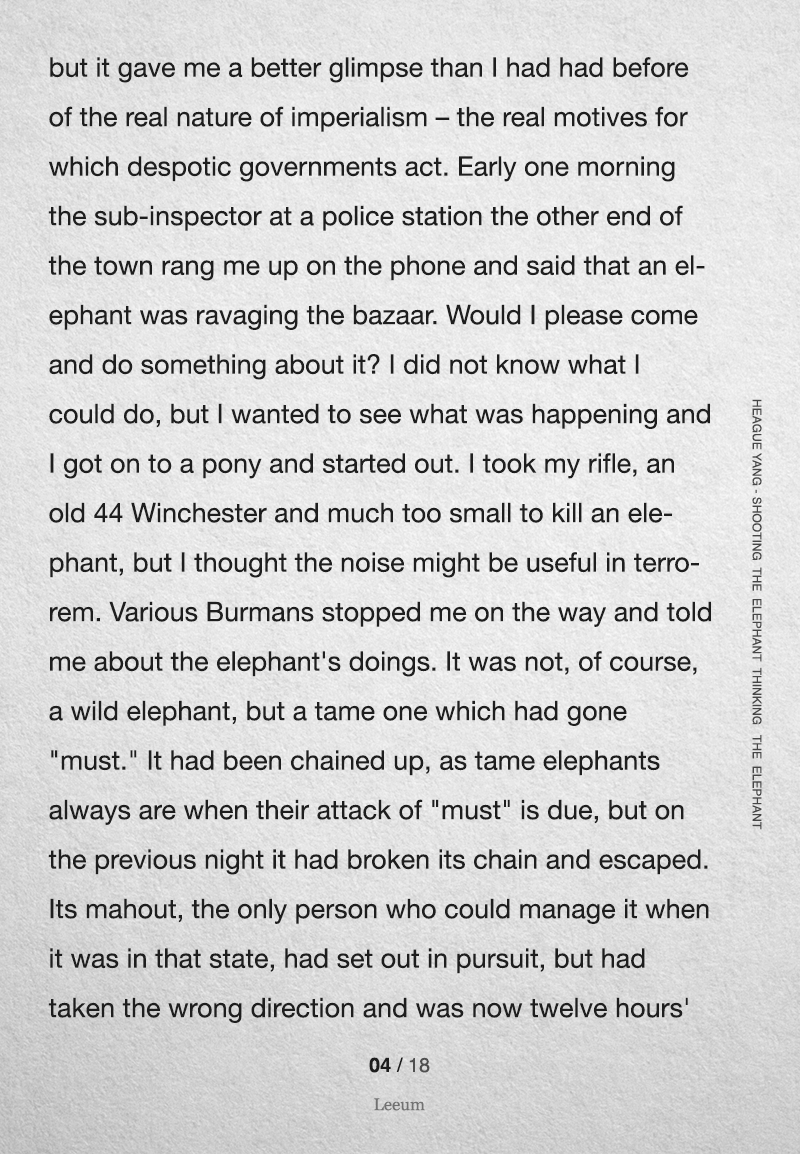 but it gave me a better glimpse than I had had before
of the real nature of imperialism – the real motives for
which despotic governments act. Early one morning
the sub-inspector at a police station the other end of
the town rang me up on the phone and said that an el-
ephant was ravaging the bazaar. Would I please come
and do something about it? I did not know what I
could do, but I wanted to see what was happening and
I got on to a pony and started out. I took my rifle, an
old 44 Winchester and much too small to kill an ele-
phant, but I thought the noise might be useful in terro-
rem. Various Burmans stopped me on the way and told
me about the elephant's doings. It was not, of course,
a wild elephant, but a tame one which had gone
"must." It had been chained up, as tame elephants
always are when their attack of "must" is due, but on
the previous night it had broken its chain and escaped.
Its mahout, the only person who could manage it when
it was in that state, had set out in pursuit, but had
taken the wrong direction and was now twelve hours'
HEAGUE YANG - SHOOTING THE ELEPHANT THINKING THE ELEPHANT
04 / 18
Leeum